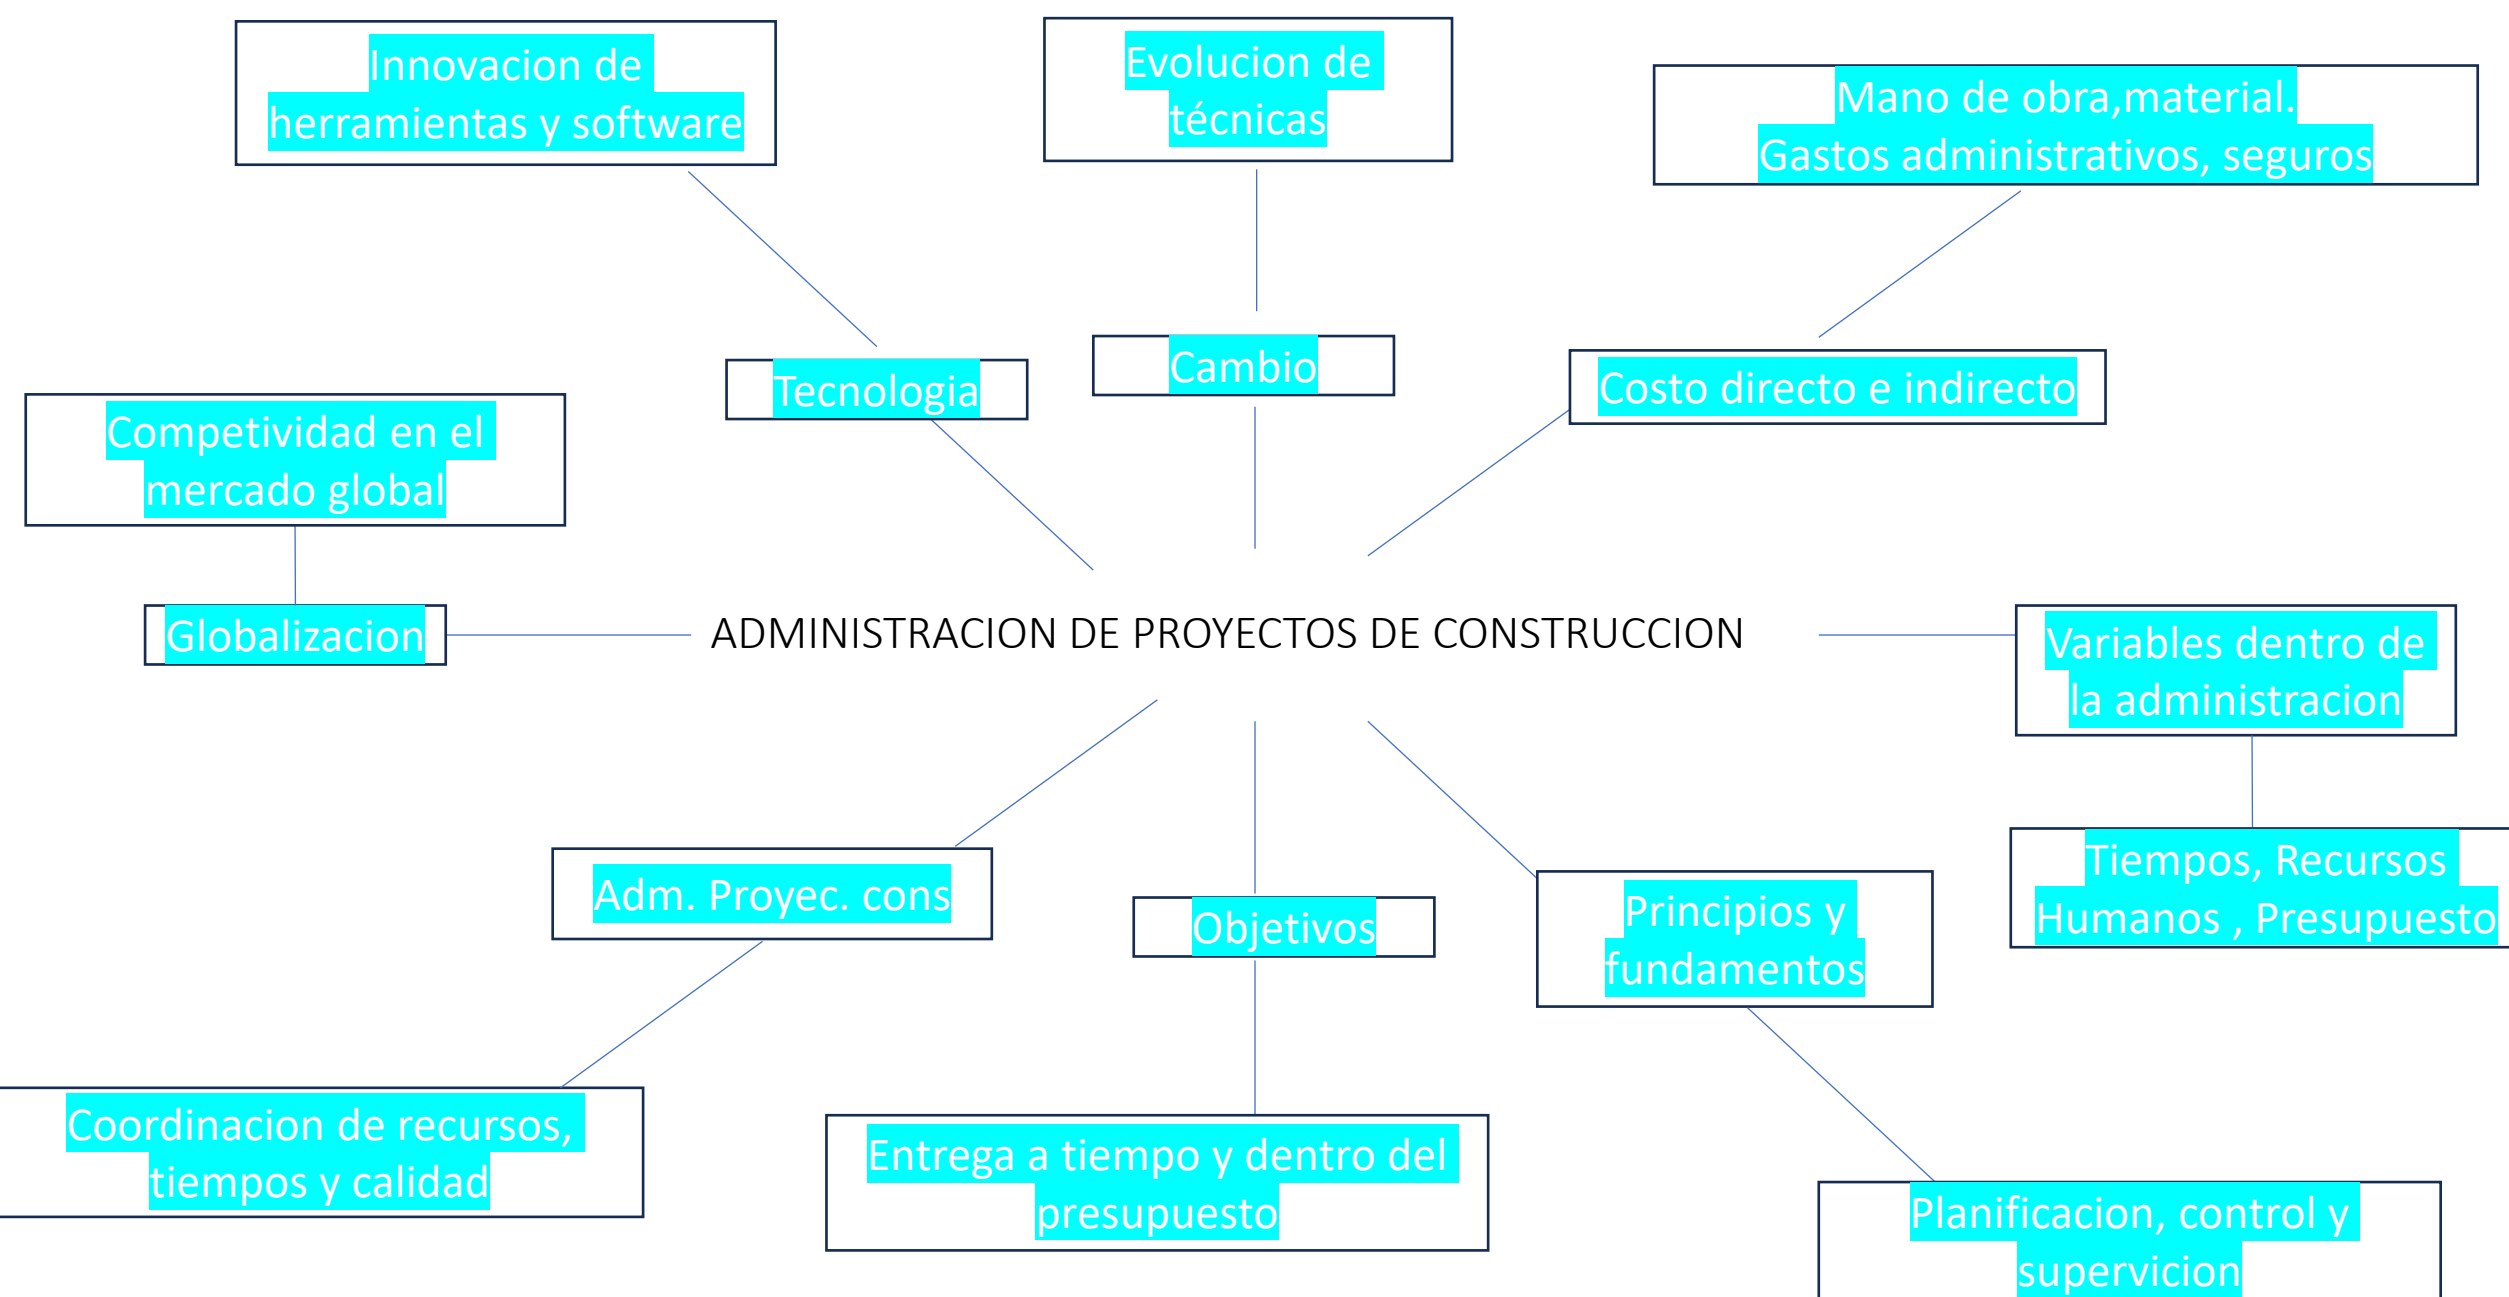 Innovacion de
herramientas y software
Evolucion de
técnicas
Mano de obra,material.
Gastos administrativos, seguros
Tecnologia
Cambio
Costo directo e indirecto
Competividad en el
mercado global
Globalizacion
ADMINISTRACION DE PROYECTOS DE CONSTRUCCION
Variables dentro de
la administracion
Tiempos, Recursos
Humanos , Presupuesto
Adm. Proyec. cons
Objetivos
Principios y
fundamentos
Coordinacion de recursos,
tiempos y calidad
Entrega a tiempo y dentro del
presupuesto
Planificacion, control y
supervicion